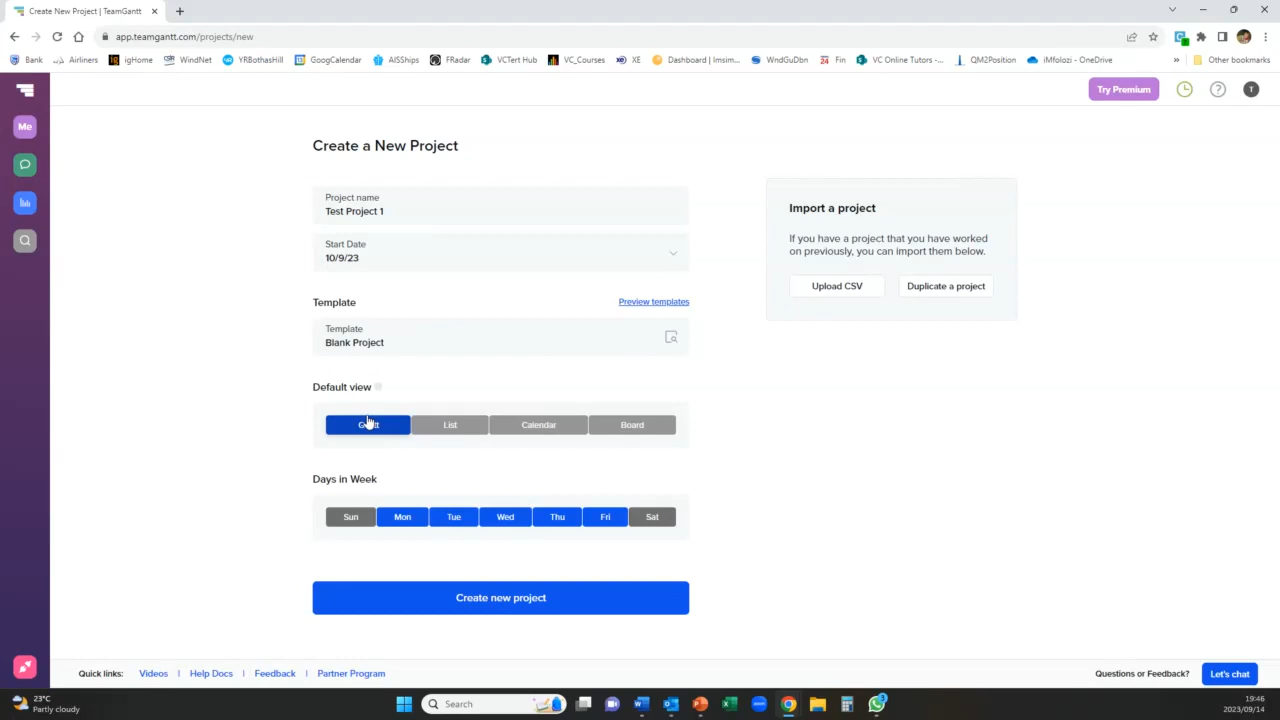 Create New Project | TeamGantt
app.teamgantt.com/projects/new
Bank
Airliners
igHome
WindNet
YRBothasHill
GoogCalendar
AISShips
FRadar
VCTert Hub
VC_Courses
XE
Dashboard | Imsim...
WndGuDbn
24 Fin
VC Online Tutors -...
QM2Position
iMfolozi - OneDrive
»
Other bookmarks
Try Premium
?
T
Me
Create a New Project
Project name
Test Project 1
Start Date
10/9/23
Template
Preview templates
Template
Blank Project
Default view
List
Calendar
Board
Days in Week
Sun
Mon
Tue
Wed
Thu
Fri
Sat
Create new project
Import a project
If you have a project that you have worked
on previously, you can import them below.
Upload CSV
Duplicate a project
Quick links:
Videos
|
Help Docs
|
Feedback
|
Partner Program
Questions or Feedback?
Let's chat
23°C
Partly cloudy
Search
3
19:46
2023/09/14